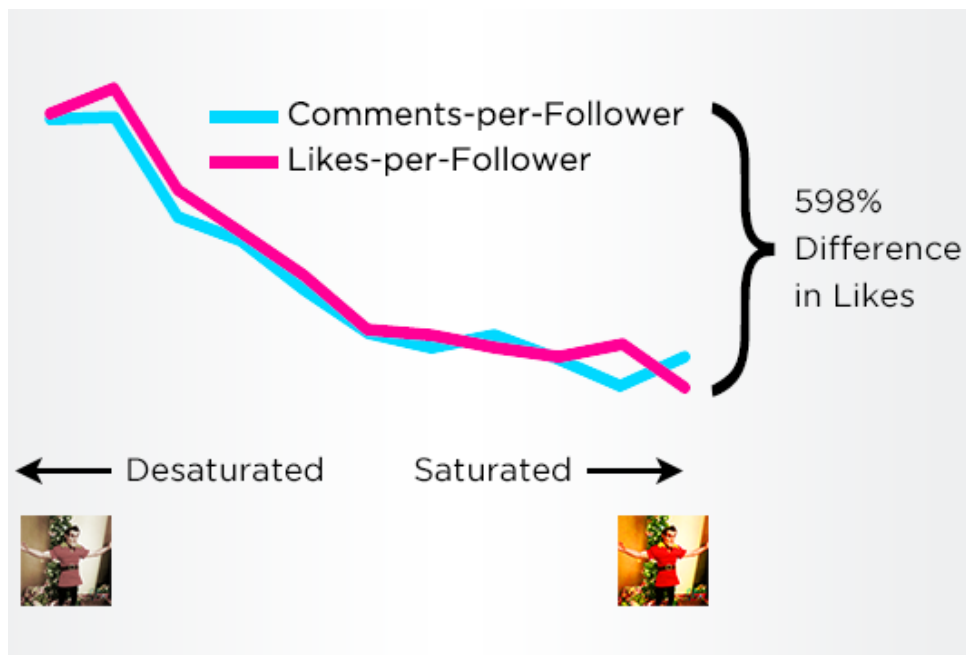 Comments-per-Follower
Likes-per-Follower
598%
Difference
in Likes
Desaturated
Saturated